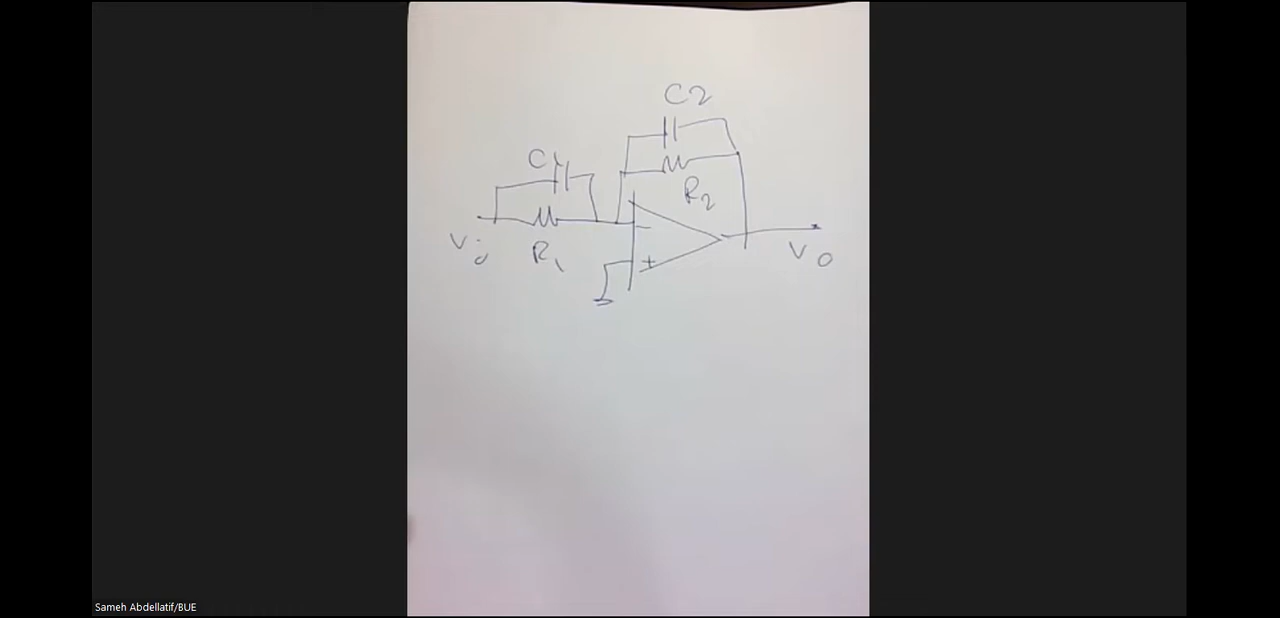 C2
C1
R2
Vi
R1
-
+
Vo
Sameh Abdellatif/BUE